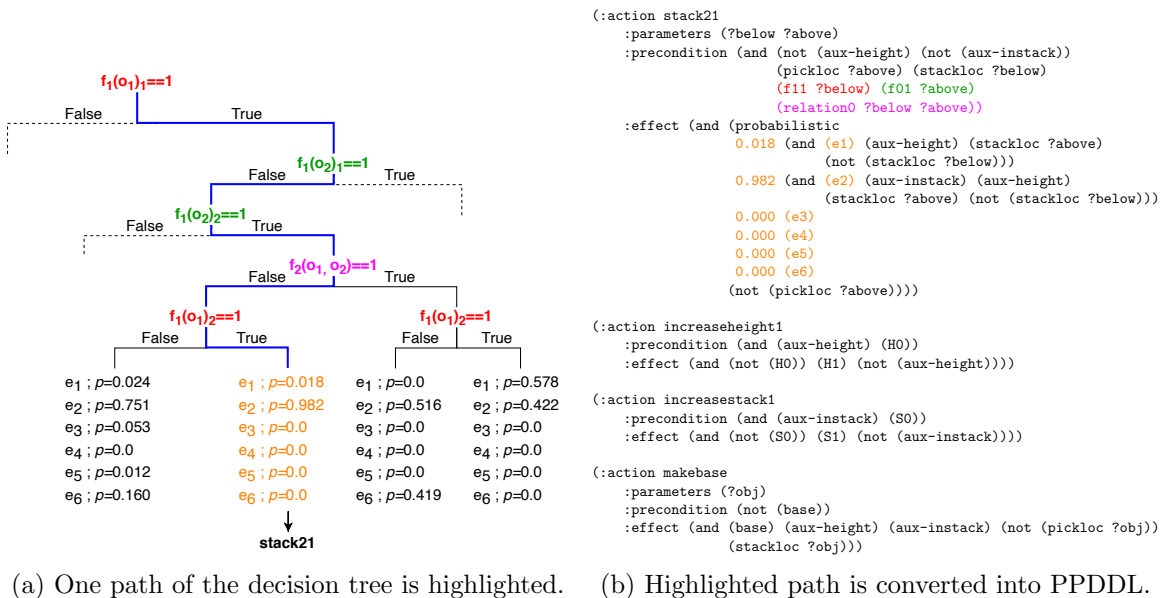 f1(o1)1==1
False
True
f1(o2)1==1
False
True
f1(o2)2==1
False
True
f2(o1, o2)==1
False
True
f1(o1)2==1
f1(o1)2==1
False
True
False
True
e1 ; p=0.024
e2 ; p=0.751
e3 ; p=0.053
e4 ; p=0.0
e5 ; p=0.012
e6 ; p=0.160
e1 ; p=0.018
e2 ; p=0.982
e3 ; p=0.0
e4 ; p=0.0
e5 ; p=0.0
e6 ; p=0.0
e1 ; p=0.0
e2 ; p=0.516
e3 ; p=0.0
e4 ; p=0.0
e5 ; p=0.0
e6 ; p=0.419
e1 ; p=0.578
e2 ; p=0.422
e3 ; p=0.0
e4 ; p=0.0
e5 ; p=0.0
e6 ; p=0.0
stack21
(a) One path of the decision tree is highlighted.
(:action stack21
:parameters (?below ?above)
:precondition (and (not (aux-height) (not (aux-instack))
(pickloc ?above) (stackloc ?below)
(f11 ?below) (f01 ?above)
(relation0 ?below ?above))
:effect (and (probabilistic
0.018 (and (e1) (aux-height) (stackloc ?above)
(not (stackloc ?below)))
0.982 (and (e2) (aux-instack) (aux-height)
(stackloc ?above) (not (stackloc ?below)))
0.000 (e3)
0.000 (e4)
0.000 (e5)
0.000 (e6)
(not (pickloc ?above))))
(:action increaseheight1
:precondition (and (aux-height) (H0))
:effect (and (not (H0)) (H1) (not (aux-height))))
(:action increasestack1
:precondition (and (aux-instack) (S0))
:effect (and (not (S0)) (S1) (not (aux-instack))))
(:action makebase
:parameters (?obj)
:precondition (not (base))
:effect (and (base) (aux-height) (aux-instack) (not (pickloc ?obj))
(stackloc ?obj)))
(b) Highlighted path is converted into PPDDL.